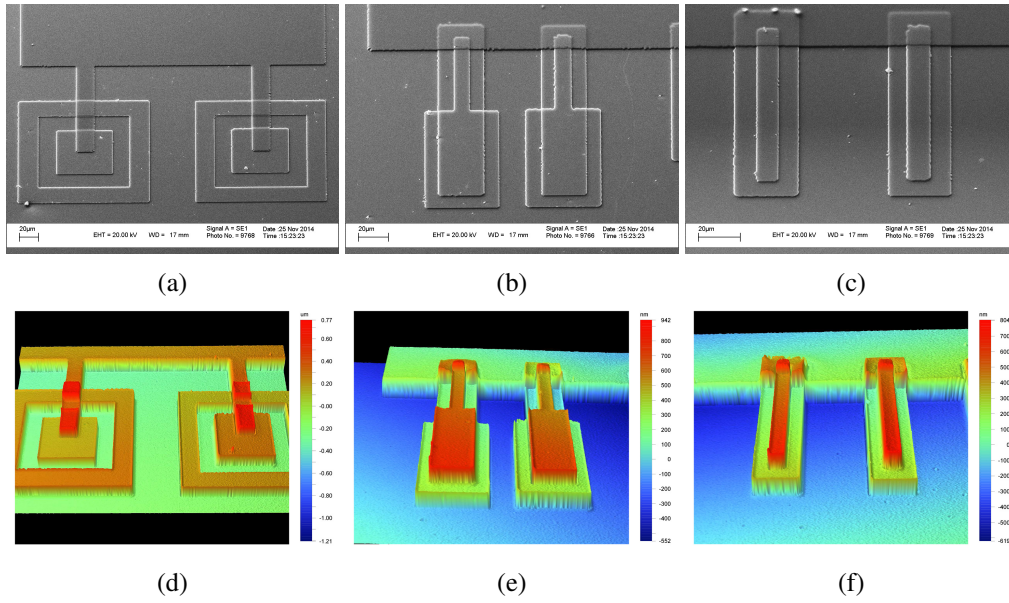 20µm
EHT = 20.00 kV WD = 17 mm
Signal A = SE1 Date :25 Nov 2014
Photo No. = 9768 Time :15:23:23
20µm
EHT = 20.00 kV WD = 17 mm
Signal A = SE1 Date :25 Nov 2014
Photo No. = 9766 Time :15:23:23
20µm
EHT = 20.00 kV WD = 17 mm
Signal A = SE1 Date :25 Nov 2014
Photo No. = 9769 Time :15:23:23
(a)
(b)
(c)
um
0.77
0.60
0.40
0.20
-0.00
-0.20
-0.40
-0.60
-0.80
-1.00
-1.21
nm
942
800
700
600
500
400
300
200
100
0
-100
-200
-300
-400
-552
nm
804
700
600
500
400
300
200
100
0
-100
-200
-300
-400
-500
-619
(d)
(e)
(f)